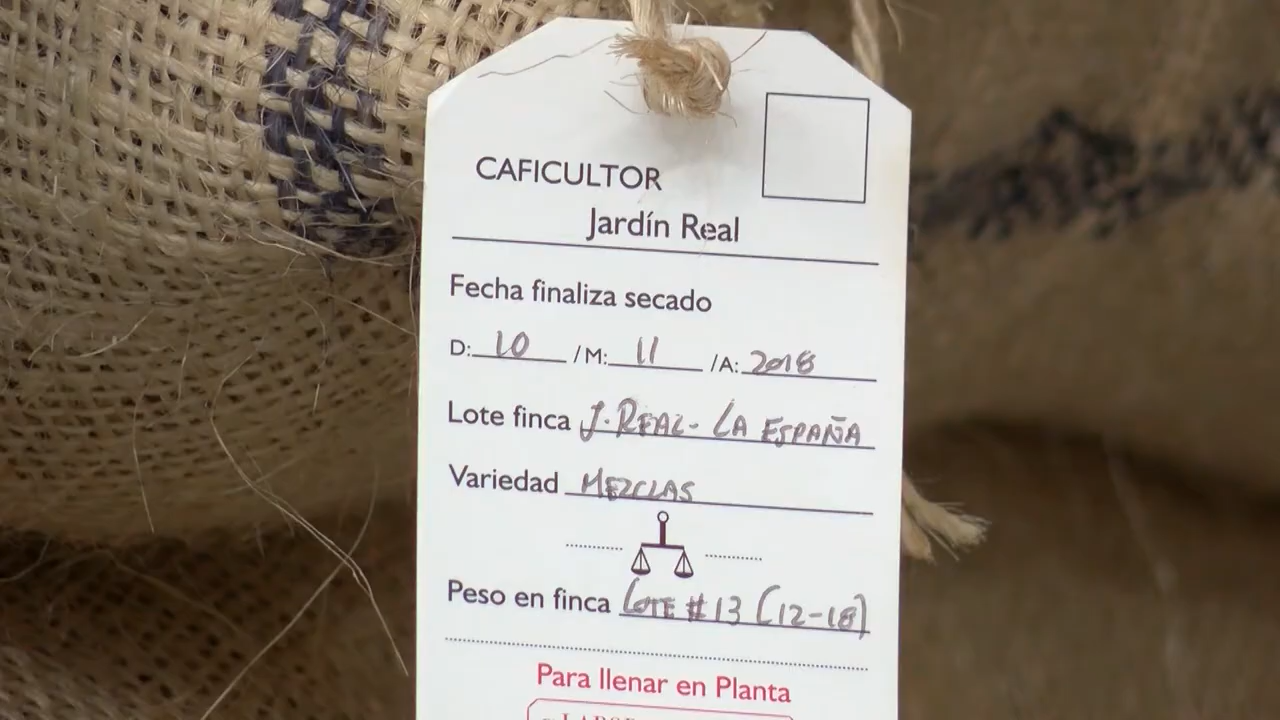 CAFICULTOR
Jardín Real
Fecha finaliza secado
D: 10 /M: 11 /A: 2018
Lote finca J. REAL - LA ESPAÑA
Variedad MEZCLAS
Peso en finca LOTE #13 (12-18)
Para llenar en Planta